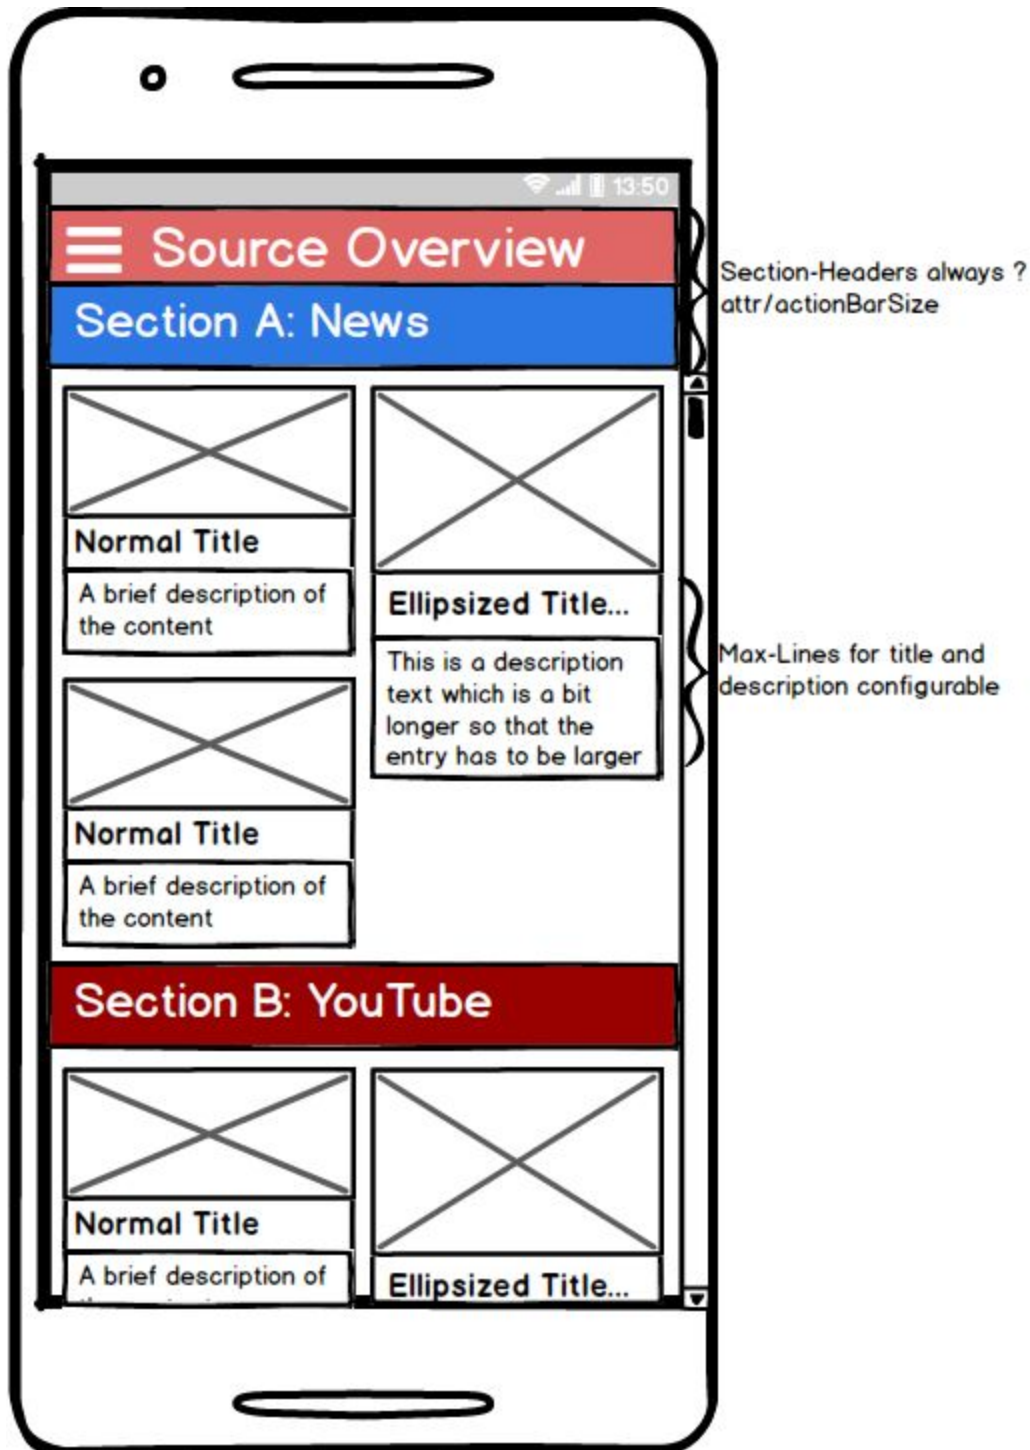 13:50
Source Overview
Section A: News
Section-Headers always ?
attr/actionBarSize
Normal Title
A brief description of
the content
Ellipsized Title...
This is a description
text which is a bit
longer so that the
entry has to be larger
Max-Lines for title and
description configurable
Normal Title
A brief description of
the content
Section B: YouTube
Normal Title
A brief description of
Ellipsized Title...